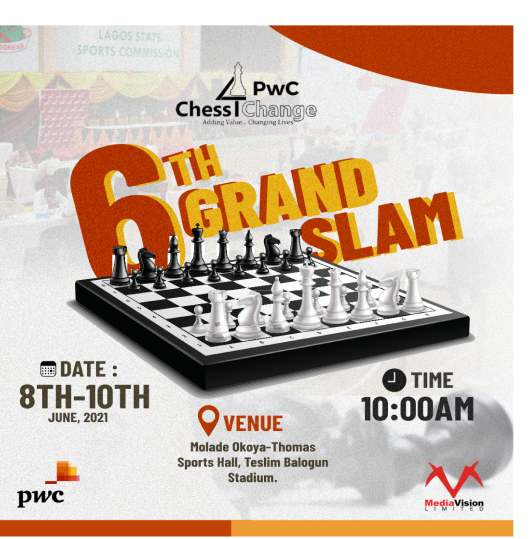 LAGOS STATE
SPORTS COMMISSION
PwC
Chess Change
Adding Value... Changing Lives
6TH
GRAND
SLAM
DATE :
8TH-10TH
JUNE, 2021
TIME
10:00AM
VENUE
Molade Okoya-Thomas
Sports Hall, Teslim Balogun
Stadium.
pwc
MediaVision
LIMITED